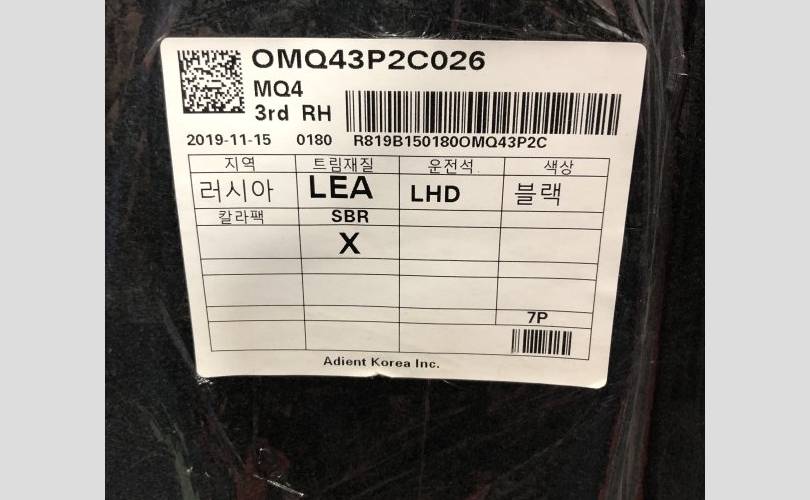 OMQ43P2C026
MQ4
3rd RH
2019-11-15 0180 R819B150180OMQ43P2C
지역 트림재질 운전석 색상
러시아 LEA LHD 블랙
칼라팩 SBR
X
7P
Adient Korea Inc.